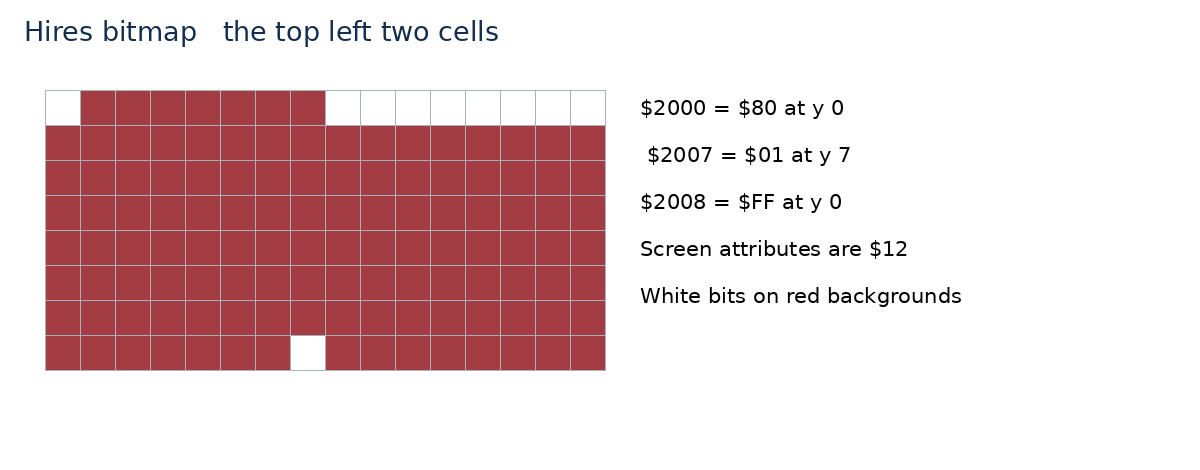 Hires bitmap   the top left two cells
$2000 = $80 at y 0
$2007 = $01 at y 7
$2008 = $FF at y 0
Screen attributes are $12
White bits on red backgrounds